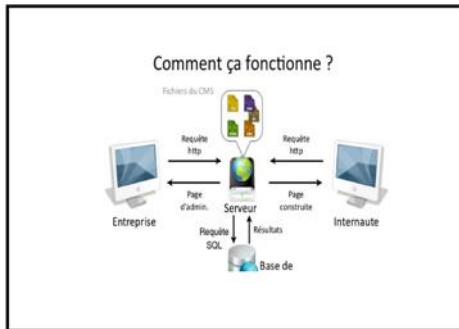 Comment ça fonctionne ?
Fichiers du CMS
Requête
http
Requête
http
Page
d'admin.
Page
construite
Entreprise
Serveur
Internaute
Requête
SQL
Résultats
Base de